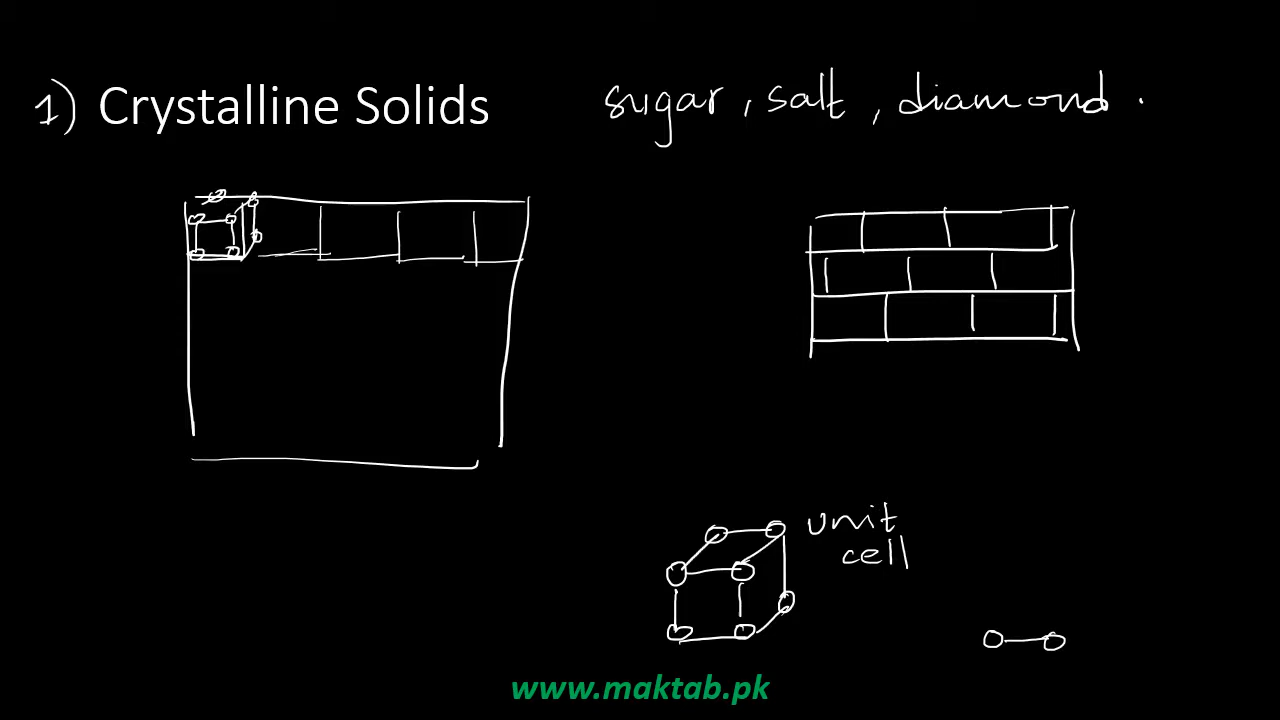 1) Crystalline Solids sugar, salt, diamond.
unit
cell
www.maktab.pk